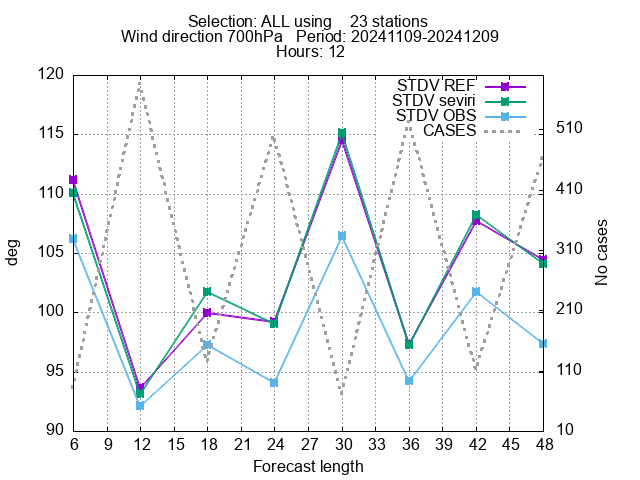 Selection: ALL using 23 stations
Wind direction 700hPa Period: 20241109-20241209
Hours: 12
STDV REF
STDV seviri
STDV OBS
CASES
120
115
110
105
100
95
90
deg
510
410
310
210
110
10
No cases
6 9 12 15 18 21 24 27 30 33 36 39 42 45 48
Forecast length